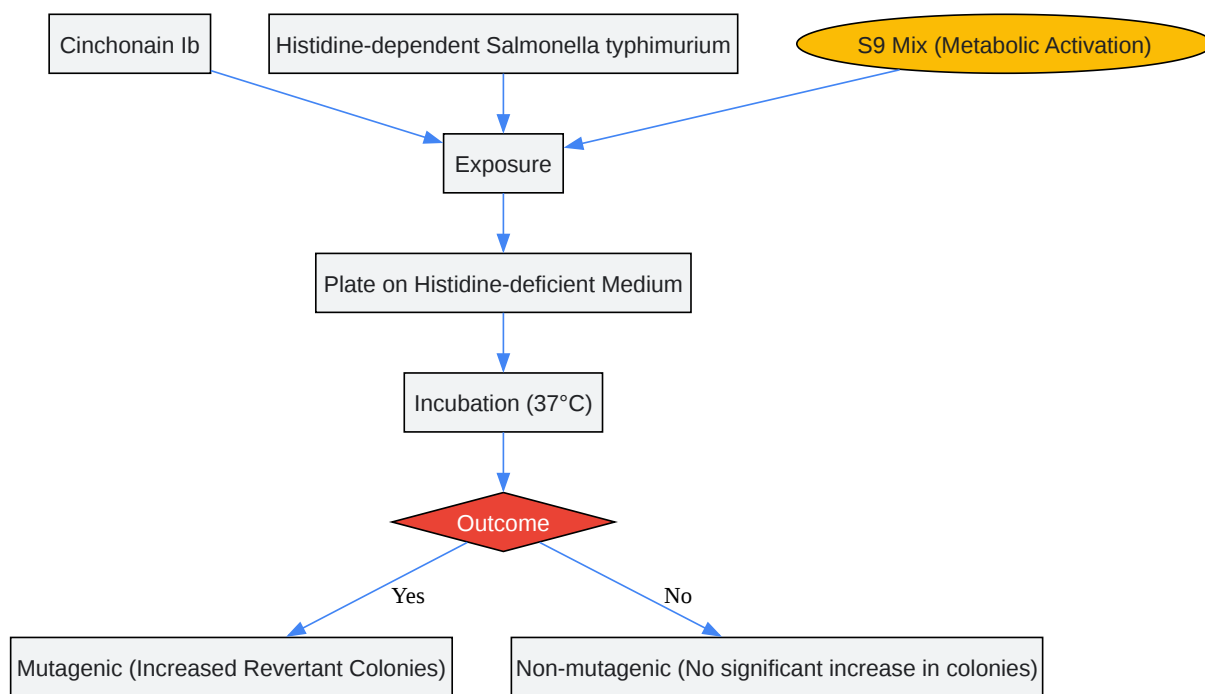 Cinchonain Ib
Histidine-dependent Salmonella typhimurium
S9 Mix (Metabolic Activation)
Exposure
Plate on Histidine-deficient Medium
Incubation (37°C)
Outcome
Yes
No
Mutagenic (Increased Revertant Colonies)
Non-mutagenic (No significant increase in colonies)